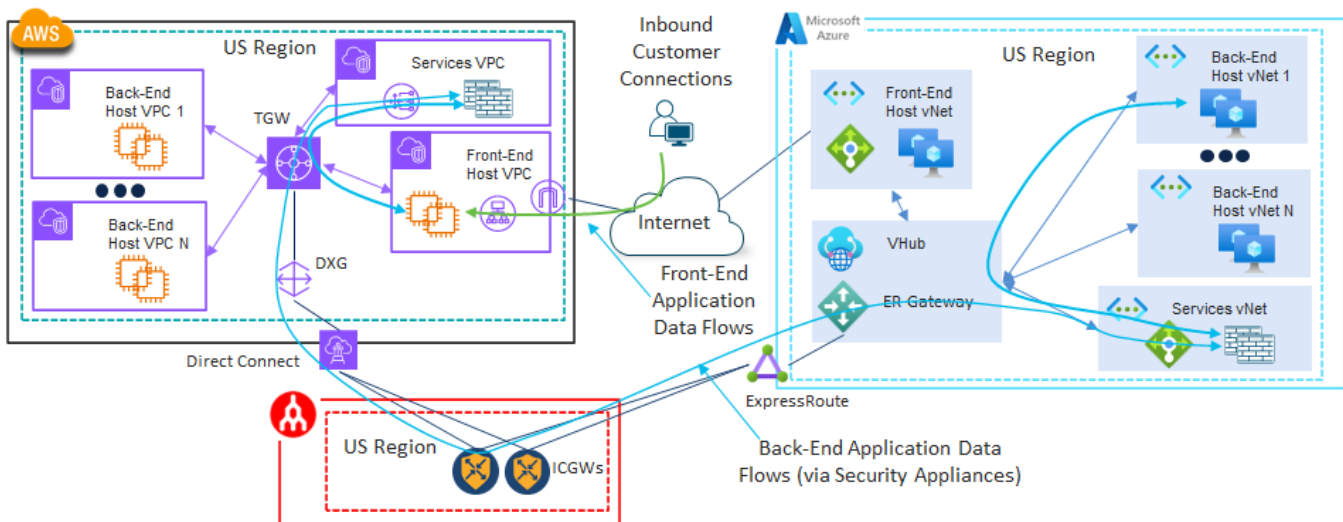 AWS
US Region
Back-End
Host VPC 1
Back-End
Host VPC N
TGW
Services VPC
Front-End
Host VPC
DXG
Direct Connect
Inbound
Customer
Connections
Internet
Front-End
Application
Data Flows
Microsoft
Azure
US Region
Front-End
Host vNet
VHub
ER Gateway
Back-End
Host vNet 1
Back-End
Host vNet N
Services vNet
ExpressRoute
US Region
ICGWs
Back-End Application Data
Flows (via Security Appliances)